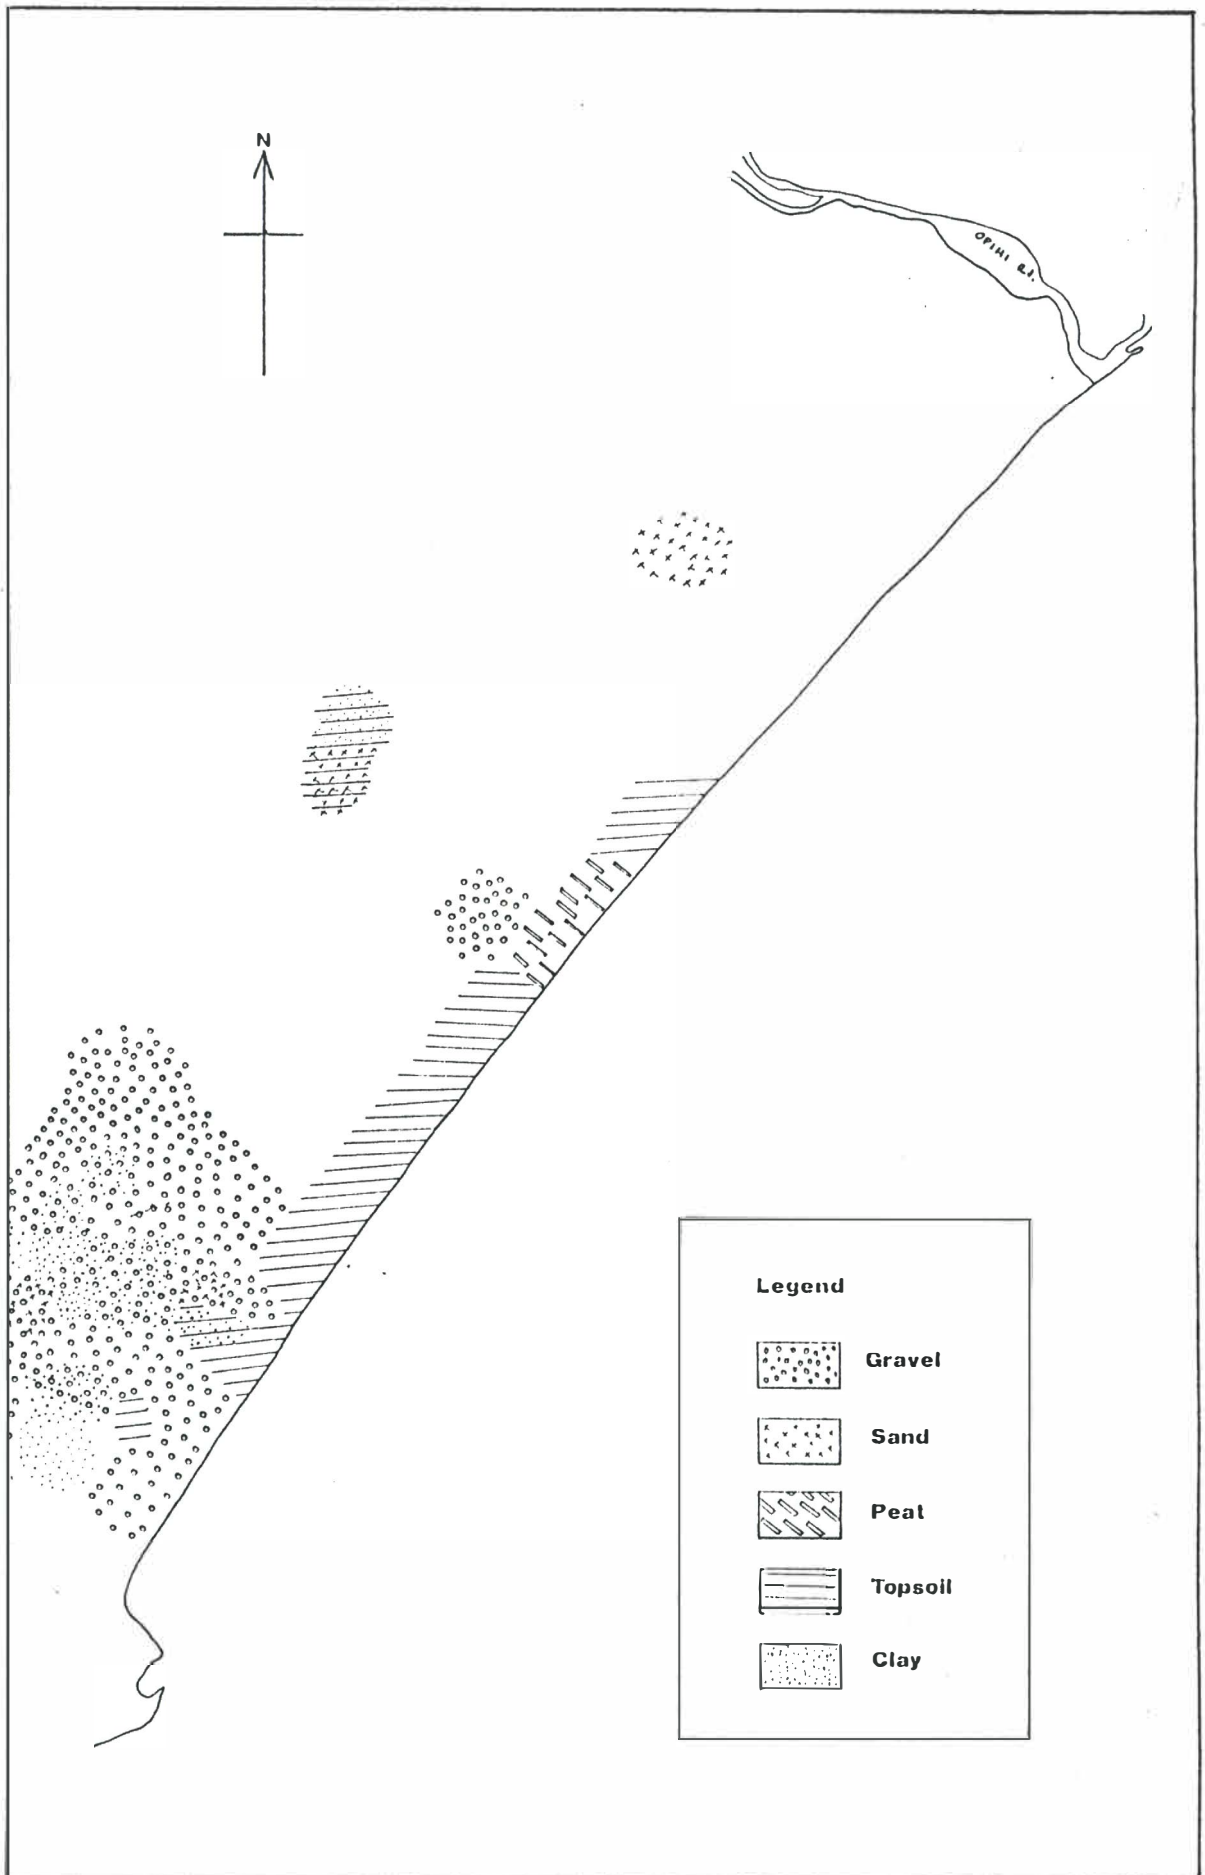 N
OPIHI R.
Legend
Gravel
Sand
Peat
Topsoil
Clay